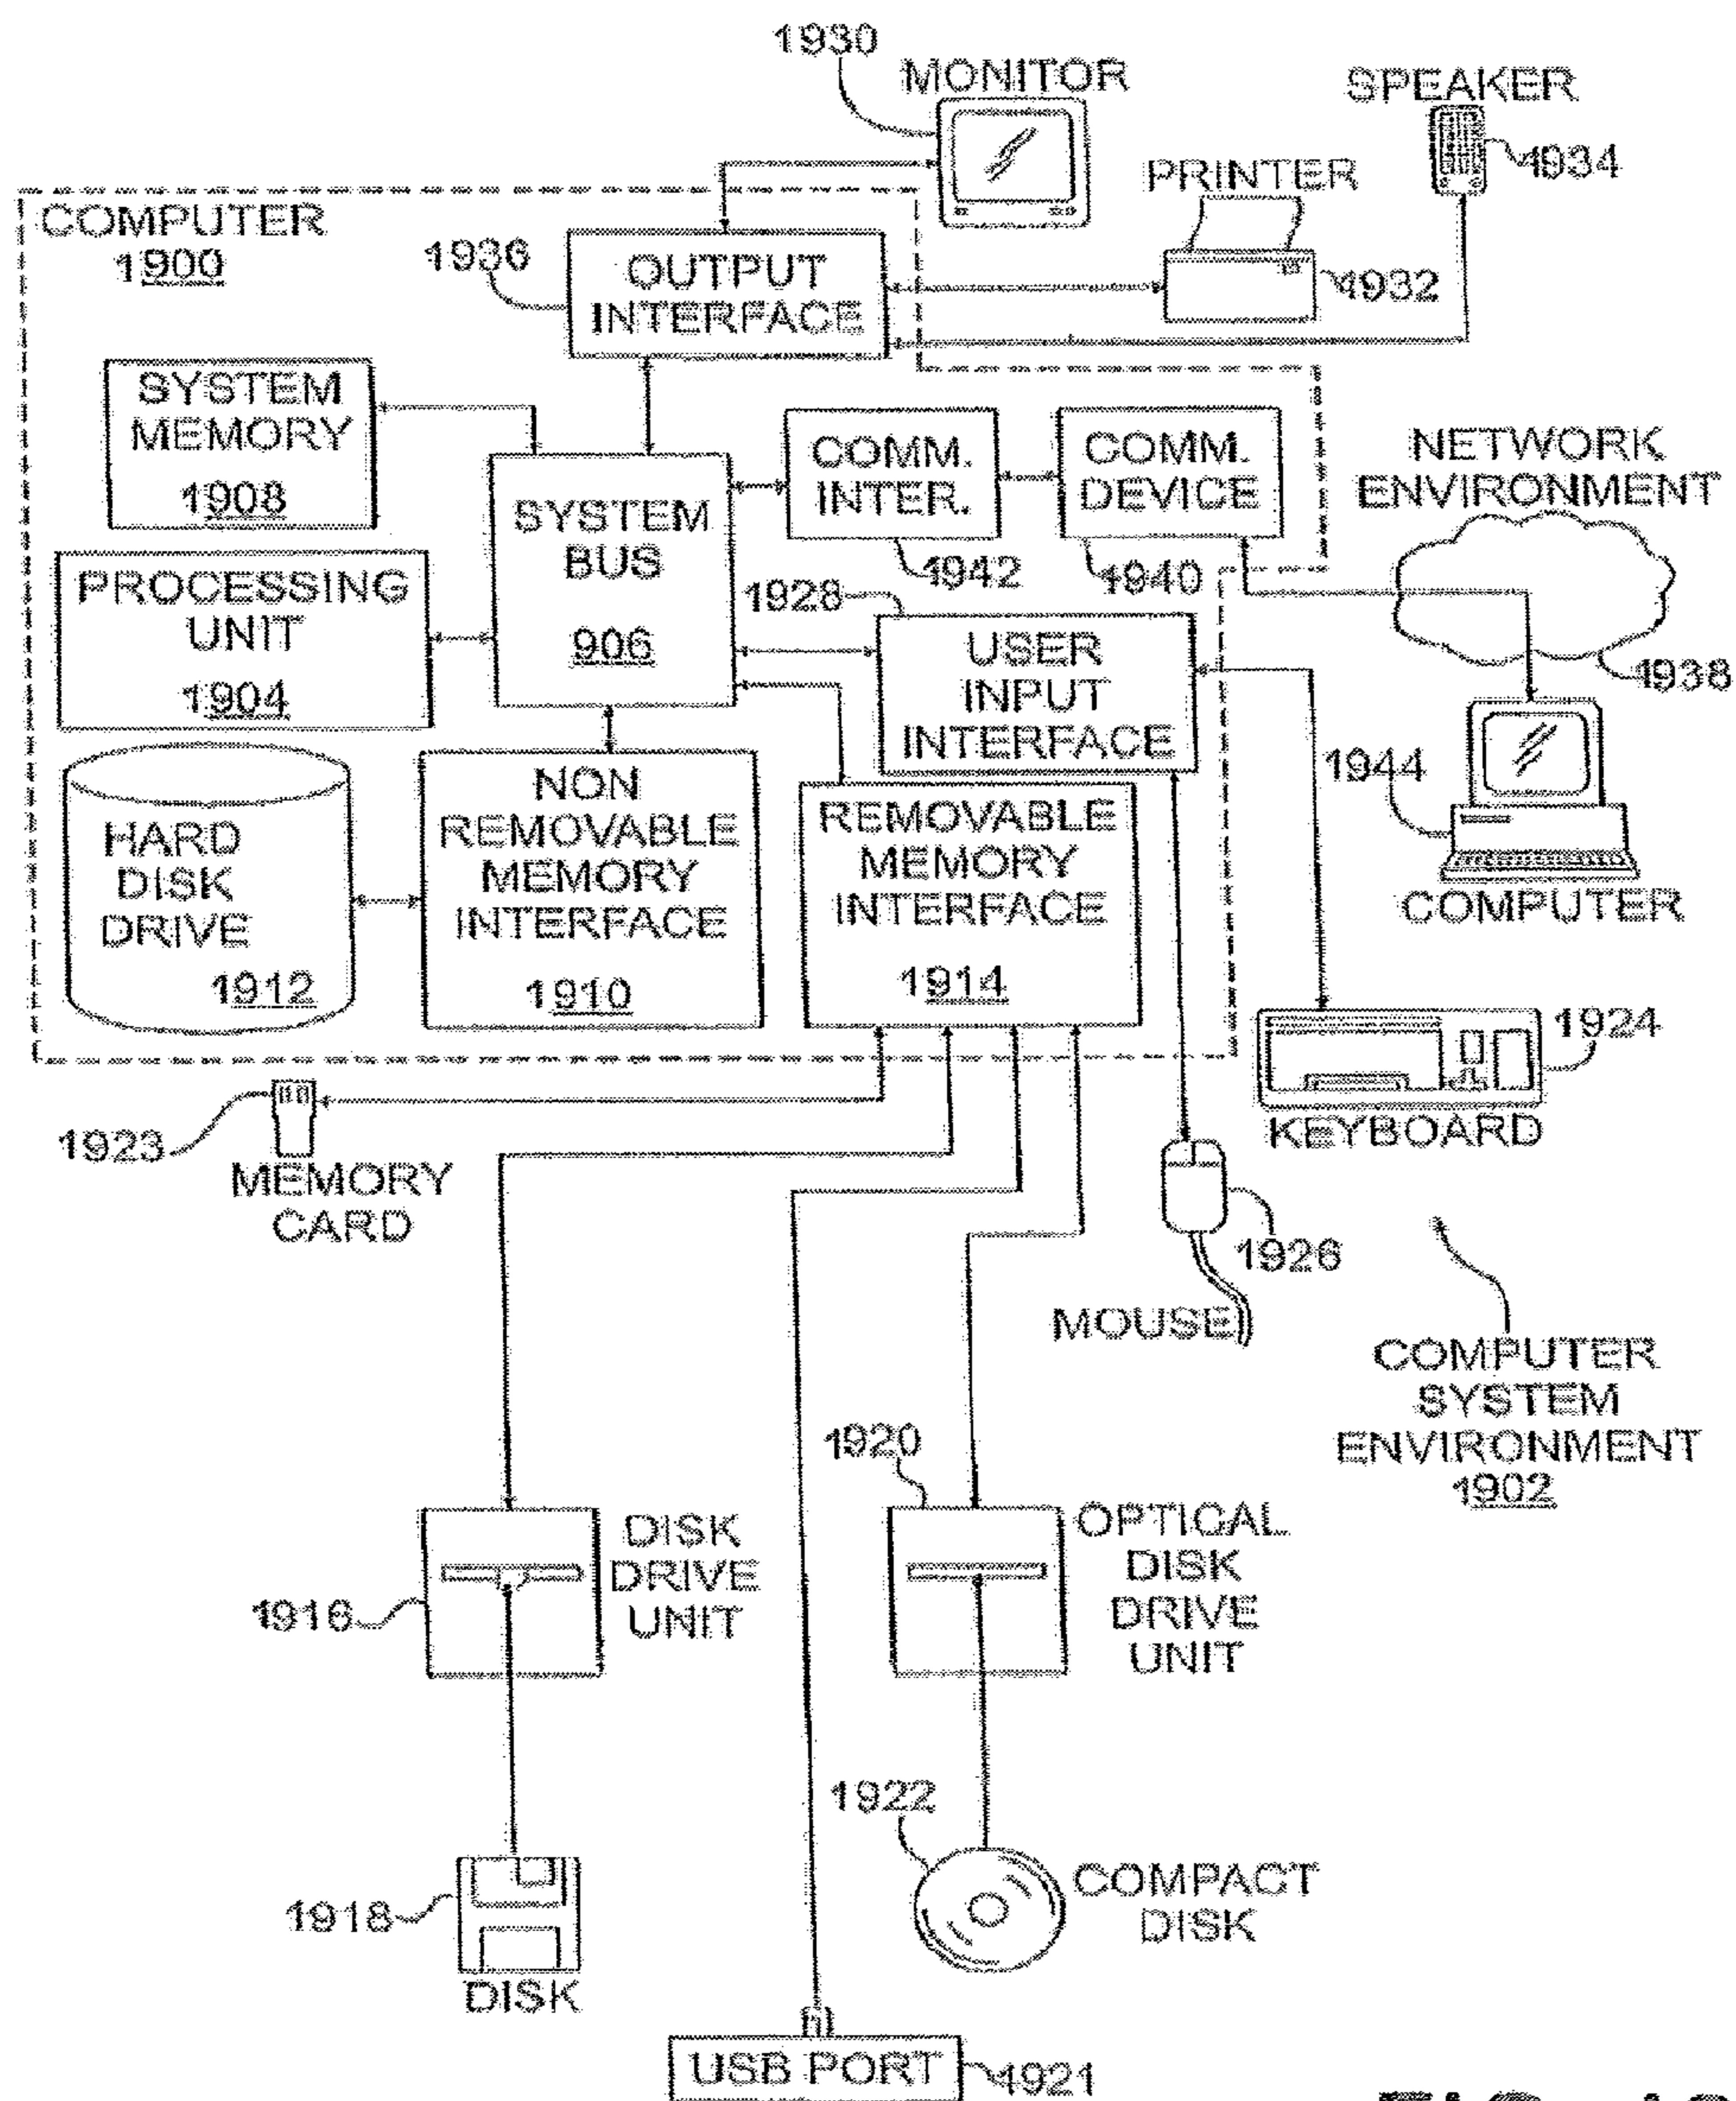 1930
MONITOR
SPEAKER
1934
PRINTER
1932
COMPUTER
1900
1936
OUTPUT
INTERFACE
SYSTEM
MEMORY
1908
COMM.
INTER.
1942
COMM.
DEVICE
1940
NETWORK
ENVIRONMENT
1938
SYSTEM
BUS
906
PROCESSING
UNIT
1904
1928
USER
INPUT
INTERFACE
1944
COMPUTER
HARD
DISK
DRIVE
1912
NON
REMOVABLE
MEMORY
INTERFACE
1910
REMOVABLE
MEMORY
INTERFACE
1914
1924
KEYBOARD
1923
MEMORY
CARD
1926
MOUSE
COMPUTER
SYSTEM
ENVIRONMENT
1902
1916
DISK
DRIVE
UNIT
1920
OPTICAL
DISK
DRIVE
UNIT
1918
DISK
1922
COMPACT
DISK
USB PORT
1921